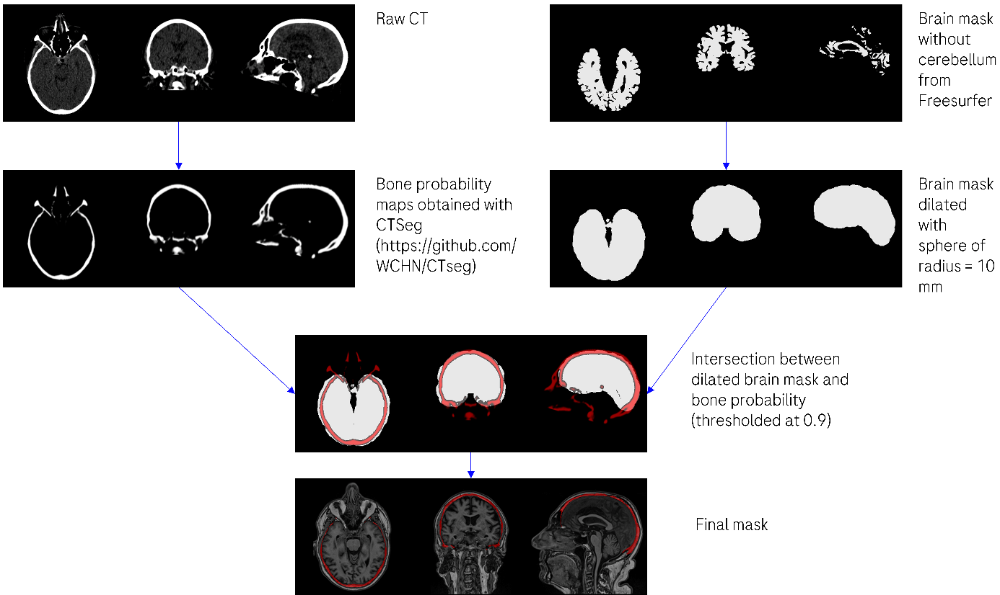 Raw CT
Brain mask
without
cerebellum
from
Freesurfer
Bone probability
maps obtained with
CTSeg
(https://github.com/
WCHN/CTseg)
Brain mask
dilated
with
sphere of
radius = 10
mm
Intersection between
dilated brain mask and
bone probability
(thresholded at 0.9)
Final mask